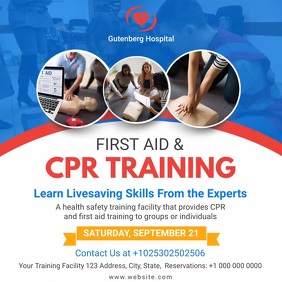 Gutenberg Hospital
FIRST AID &
CPR TRAINING
Learn Livesaving Skills From the Experts
A health safety training facility that provides CPR
and first aid training to groups or individuals
SATURDAY, SEPTEMBER 21
Contact Us at +1025302502506
Your Training Facility 123 Address, City, State, Reservations: +1 000 000 0000
www.website.com